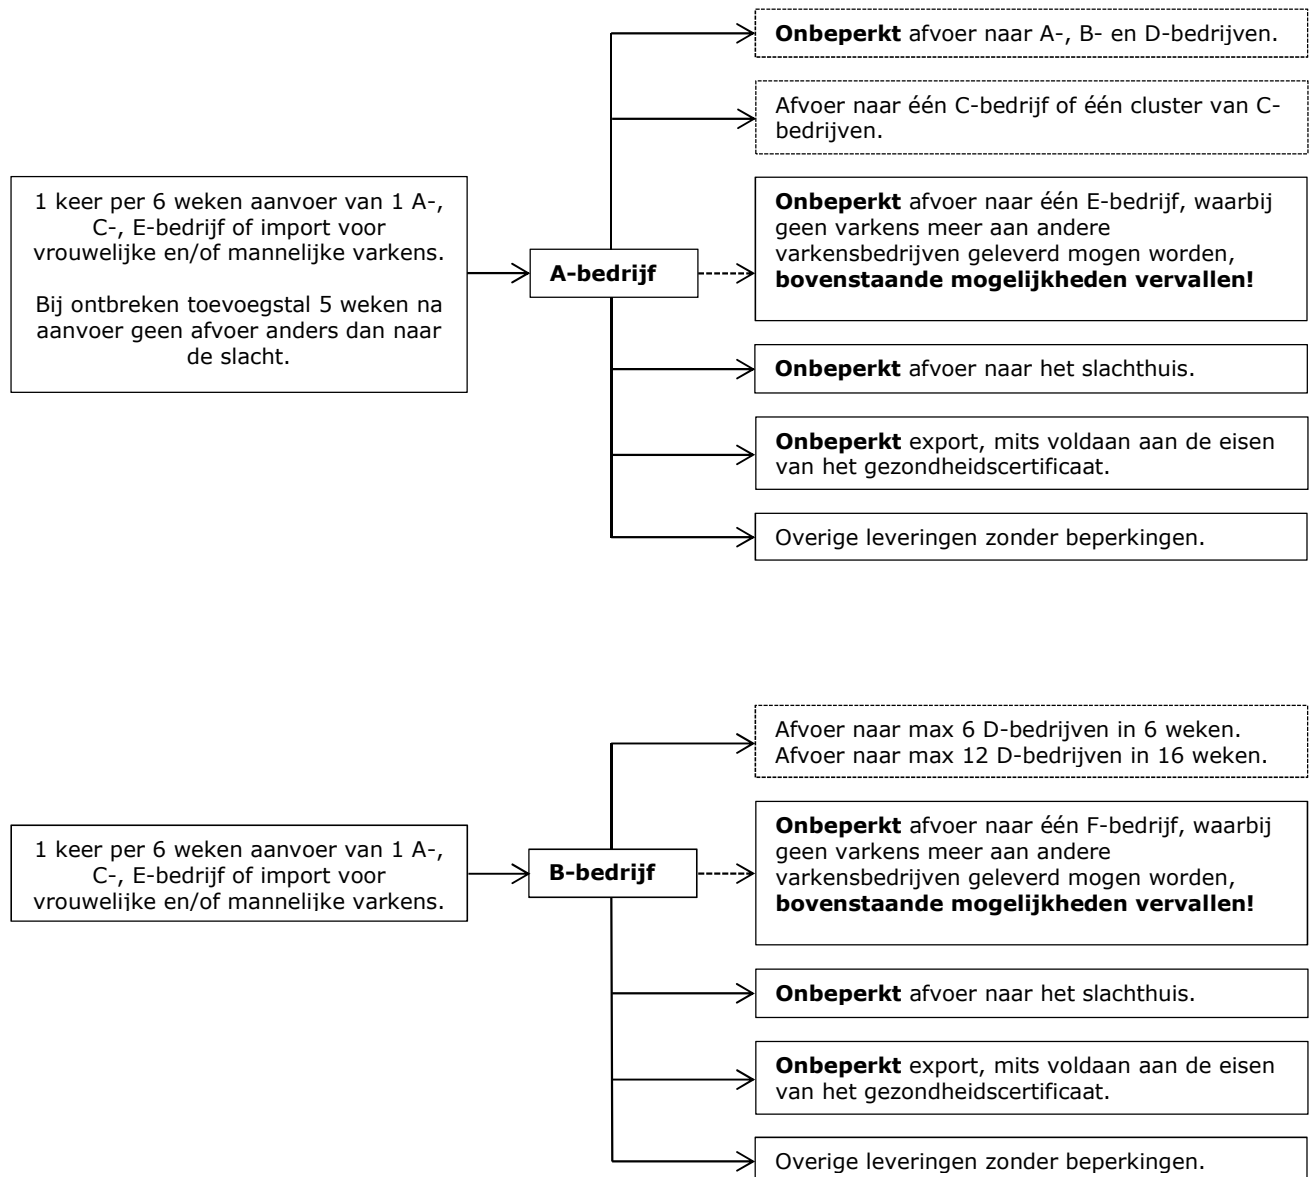 Onbeperkt afvoer naar A-, B- en D-bedrijven.
Afvoer naar één C-bedrijf of één cluster van C-
bedrijven.
1 keer per 6 weken aanvoer van 1 A-,
C-, E-bedrijf of import voor
vrouwelijke en/of mannelijke varkens.
Bij ontbreken toevoegstal 5 weken na
aanvoer geen afvoer anders dan naar
de slacht.
A-bedrijf
Onbeperkt afvoer naar één E-bedrijf, waarbij
geen varkens meer aan andere
varkensbedrijven geleverd mogen worden,
bovenstaande mogelijkheden vervallen!
Onbeperkt afvoer naar het slachthuis.
Onbeperkt export, mits voldaan aan de eisen
van het gezondheidscertificaat.
Overige leveringen zonder beperkingen.
Afvoer naar max 6 D-bedrijven in 6 weken.
Afvoer naar max 12 D-bedrijven in 16 weken.
1 keer per 6 weken aanvoer van 1 A-,
C-, E-bedrijf of import voor
vrouwelijke en/of mannelijke varkens.
B-bedrijf
Onbeperkt afvoer naar één F-bedrijf, waarbij
geen varkens meer aan andere
varkensbedrijven geleverd mogen worden,
bovenstaande mogelijkheden vervallen!
Onbeperkt afvoer naar het slachthuis.
Onbeperkt export, mits voldaan aan de eisen
van het gezondheidscertificaat.
Overige leveringen zonder beperkingen.